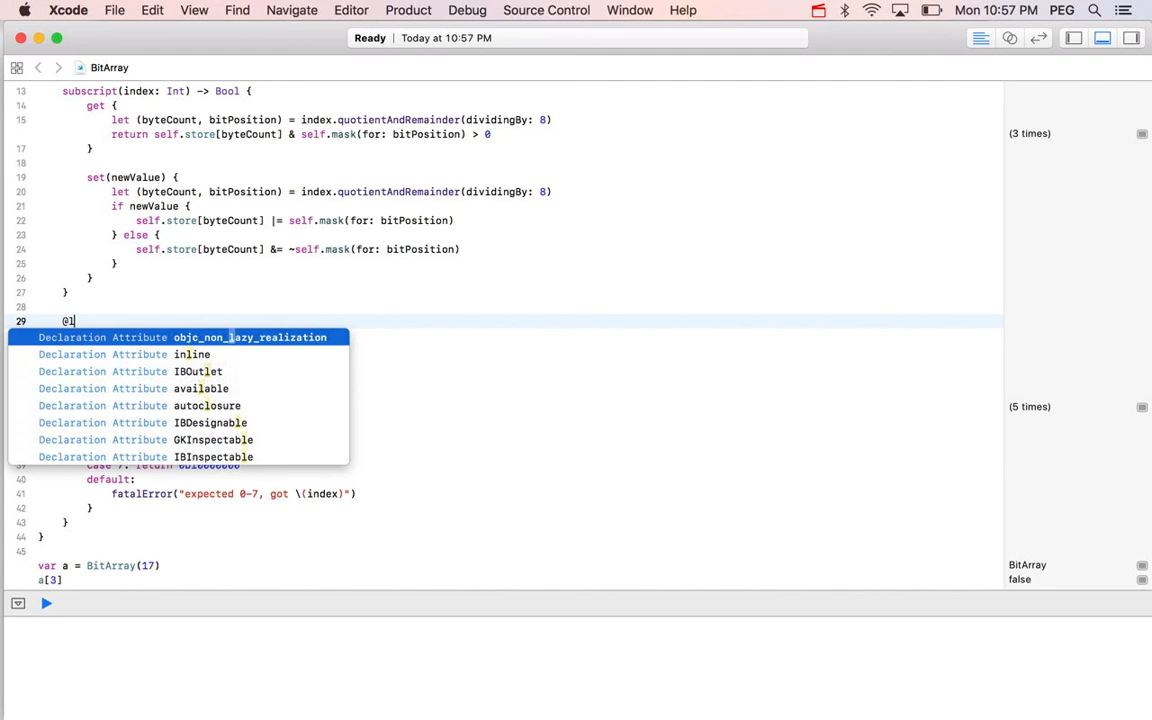 Xcode File Edit View Find Navigate Editor Product Debug Source Control Window Help Mon 10:57 PM PEG
Ready | Today at 10:57 PM
BitArray
13 subscript(index: Int) -> Bool {
14 get {
15 let (byteCount, bitPosition) = index.quotientAndRemainder(dividingBy: 8)
return self.store[byteCount] & self.mask(for: bitPosition) > 0 (3 times)
17 }
18
19 set(newValue) {
20 let (byteCount, bitPosition) = index.quotientAndRemainder(dividingBy: 8)
21 if newValue {
22 self.store[byteCount] |= self.mask(for: bitPosition)
23 } else {
24 self.store[byteCount] &= ~self.mask(for: bitPosition)
25 }
26 }
27 }
28
29 @l
Declaration Attribute objc_non_lazy_realization
Declaration Attribute inline
Declaration Attribute IBOutlet
Declaration Attribute available
Declaration Attribute autoclosure
(5 times)
Declaration Attribute IBDesignable
Declaration Attribute GKInspectable
Declaration Attribute IBInspectable
40 default:
41 fatalError("expected 0-7, got \(index)")
42 }
43 }
44 }
45
var a = BitArray(17) BitArray
a[3] false